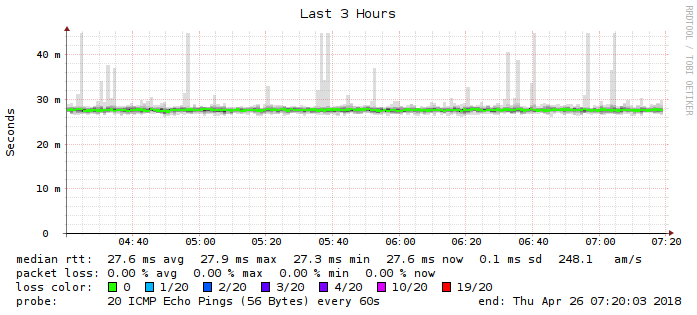 Last 3 Hours
RRDTOOL / TOBI OETIKER
Seconds
40 m
30 m
20 m
10 m
0
04:40 05:00 05:20 05:40 06:00 06:20 06:40 07:00 07:20
median rtt: 27.6 ms avg 27.9 ms max 27.3 ms min 27.6 ms now 0.1 ms sd 248.1 am/s
packet loss: 0.00 % avg 0.00 % max 0.00 % min 0.00 % now
loss color: 0 1/20 2/20 3/20 4/20 10/20 19/20
probe: 20 ICMP Echo Pings (56 Bytes) every 60s end: Thu Apr 26 07:20:03 2018